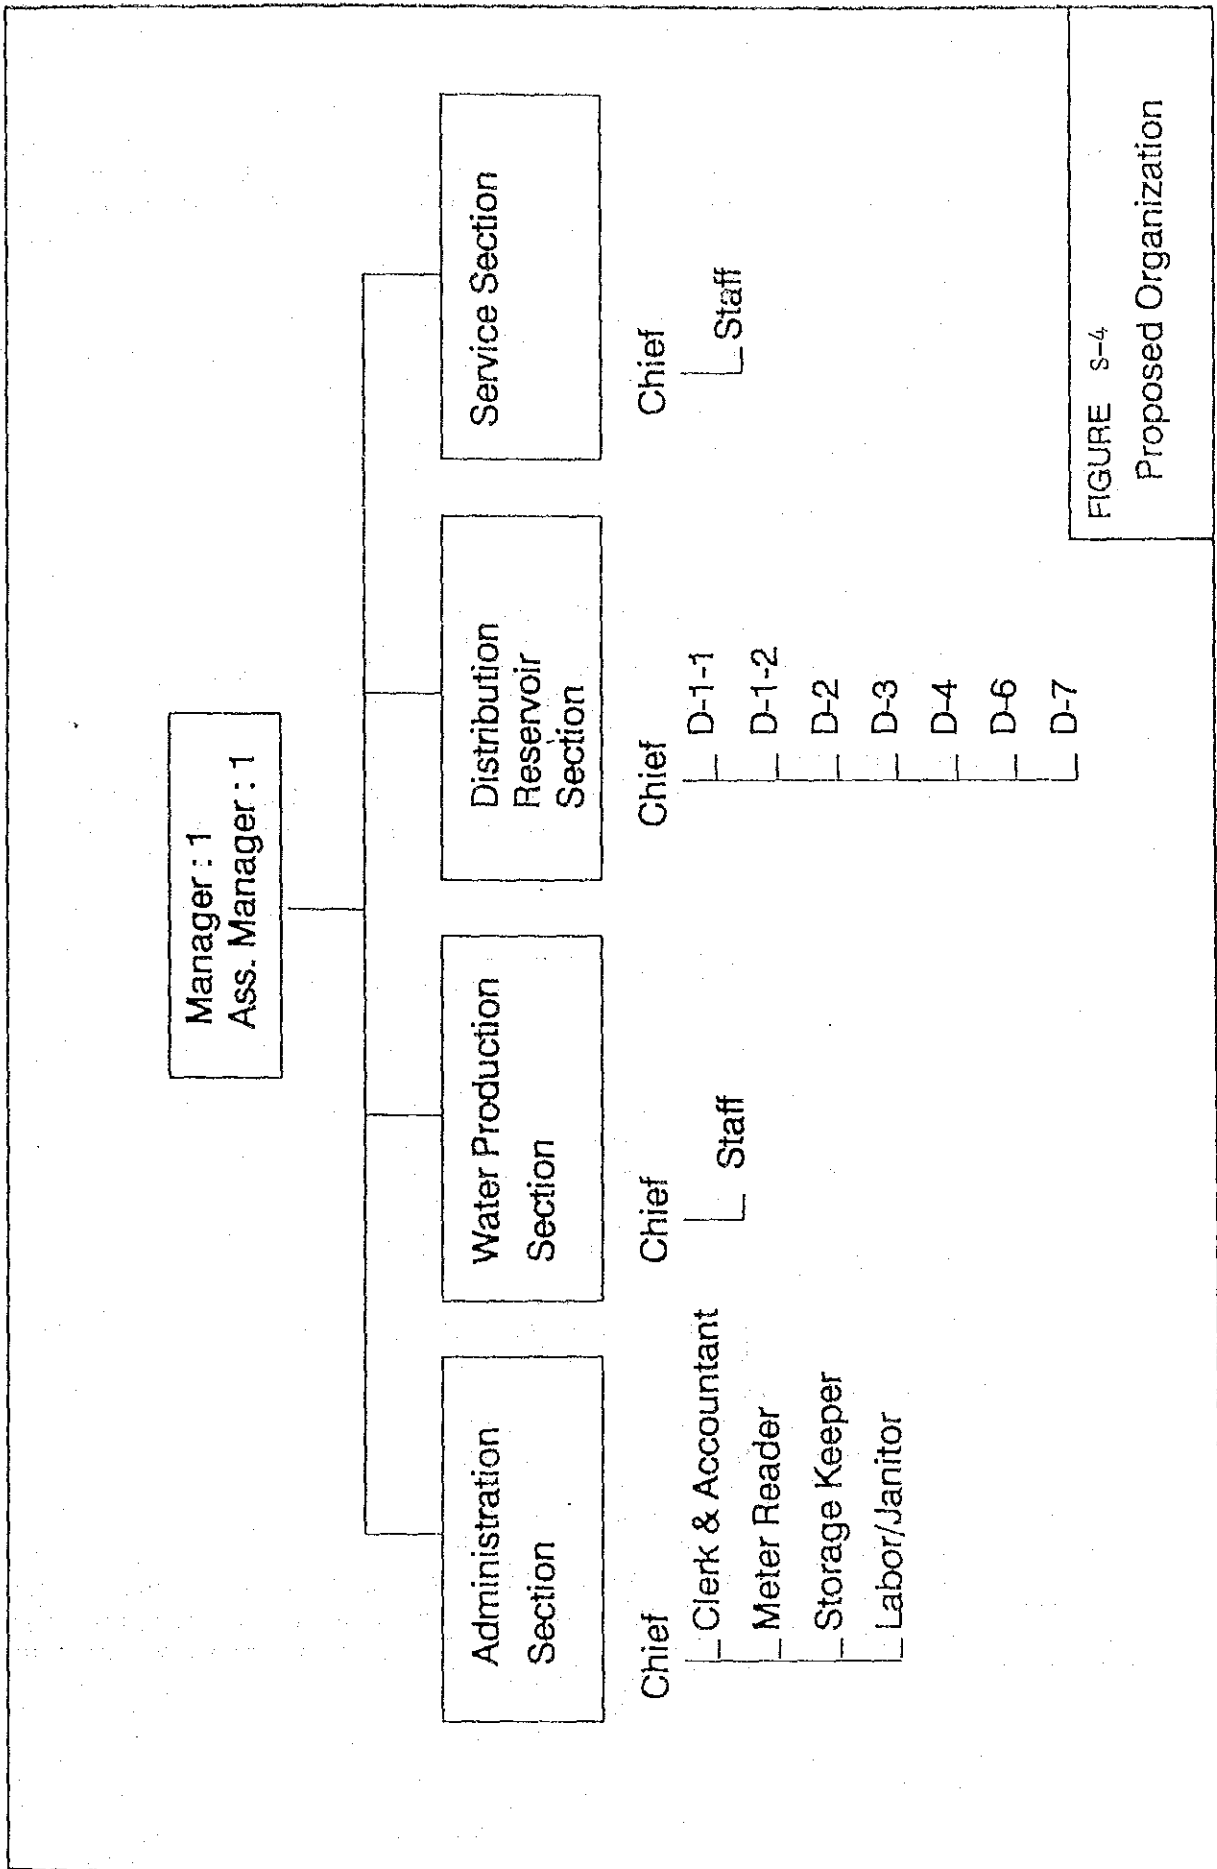 Manager : 1
Ass. Manager : 1
Administration
Section
Chief
Clerk & Accountant
Meter Reader
Storage Keeper
Labor/Janitor
Water Production
Section
Chief
Staff
Distribution
Reservoir
Section
Chief
D-1-1
D-1-2
D-2
D-3
D-4
D-6
D-7
Service Section
Chief
Staff
FIGURE S-4
Proposed Organization